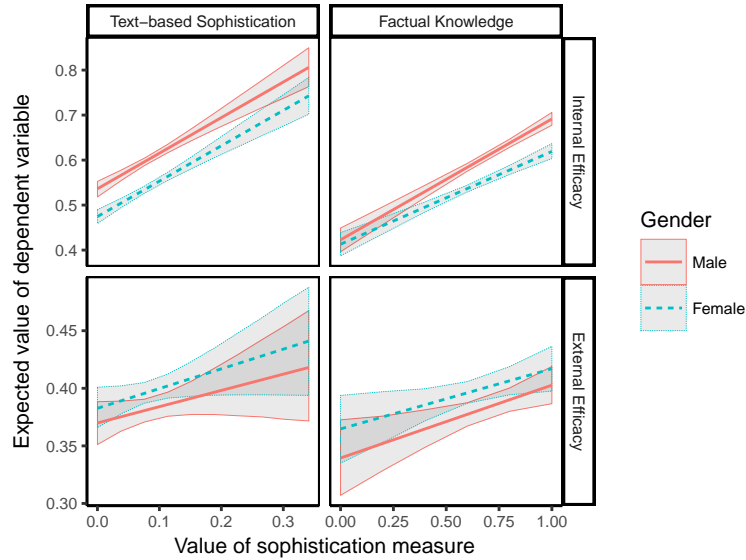 Text−based Sophistication
Factual Knowledge
Expected value of dependent variable
0.8
0.7
0.6
0.5
0.4
Internal Efficacy
0.45
0.40
0.35
0.30
External Efficacy
0.0
0.1
0.2
0.3
0.00
0.25
0.50
0.75
1.00
Value of sophistication measure
Gender
Male
Female